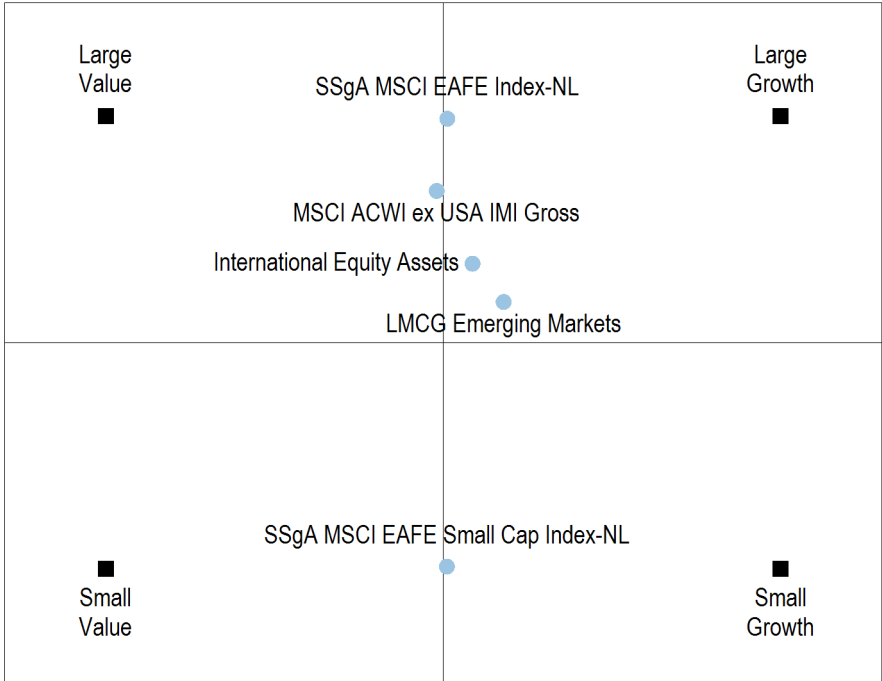 Large
Value
Large
Growth
SSgA MSCI EAFE Index-NL
MSCI ACWI ex USA IMI Gross
International Equity Assets
LMCG Emerging Markets
SSgA MSCI EAFE Small Cap Index-NL
Small
Value
Small
Growth